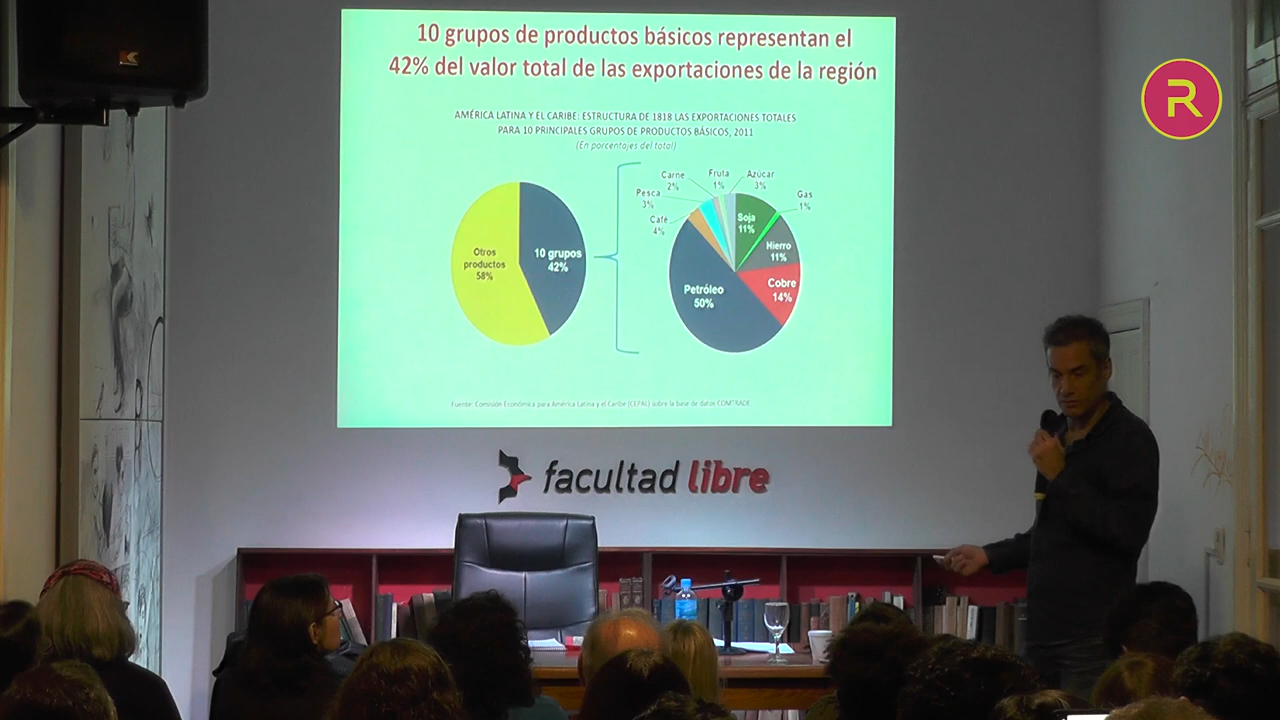 10 grupos de productos básicos representan el
42% del valor total de las exportaciones de la región
AMÉRICA LATINA Y EL CARIBE: ESTRUCTURA DE 1818 LAS EXPORTACIONES TOTALES
PARA 10 PRINCIPALES GRUPOS DE PRODUCTOS BÁSICOS, 2011
(En porcentajes del total)
Otros
productos
58%
10 grupos
42%
Carne
2%
Fruta
1%
Azúcar
3%
Pesca
3%
Gas
1%
Café
4%
Soja
11%
Hierro
11%
Cobre
14%
Petróleo
50%
Fuente: Comisión Económica para América Latina y el Caribe (CEPAL) sobre la base de datos COMTRADE
facultad libre
R